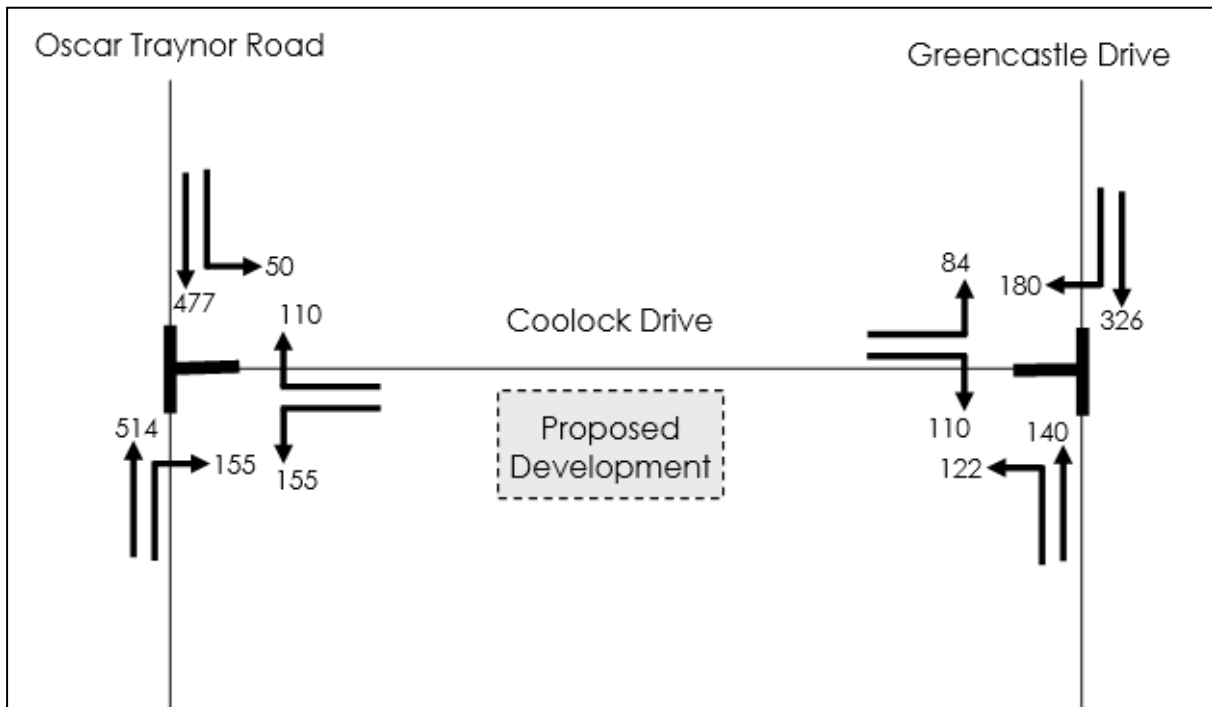 Oscar Traynor Road
Greencastle Drive
50
477
110
84
180
326
Coolock Drive
514
155
155
Proposed
Development
110
140
122